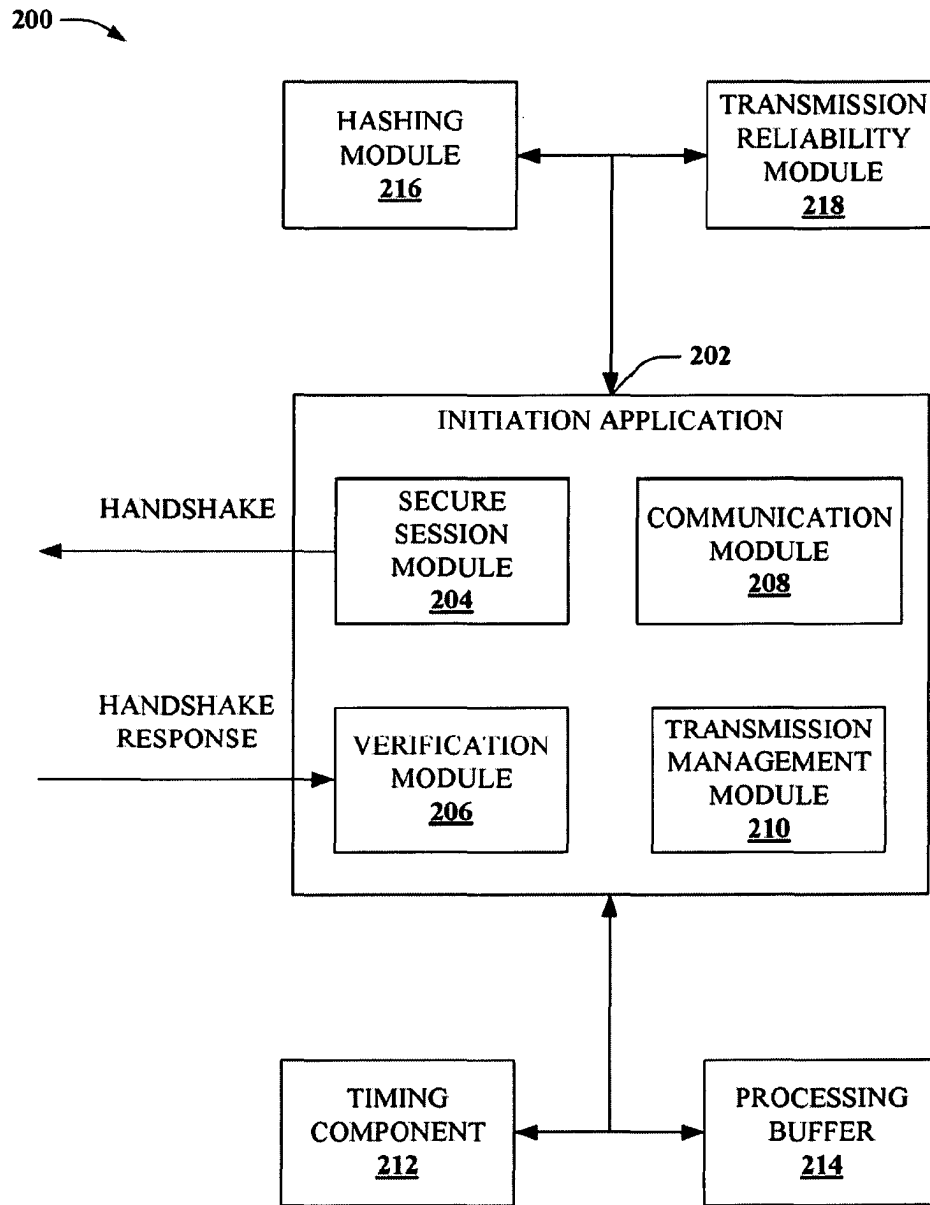 200
HASHING
MODULE
216
TRANSMISSION
RELIABILITY
MODULE
218
202
INITIATION APPLICATION
HANDSHAKE
SECURE
SESSION
MODULE
204
COMMUNICATION
MODULE
208
HANDSHAKE
RESPONSE
VERIFICATION
MODULE
206
TRANSMISSION
MANAGEMENT
MODULE
210
TIMING
COMPONENT
212
PROCESSING
BUFFER
214